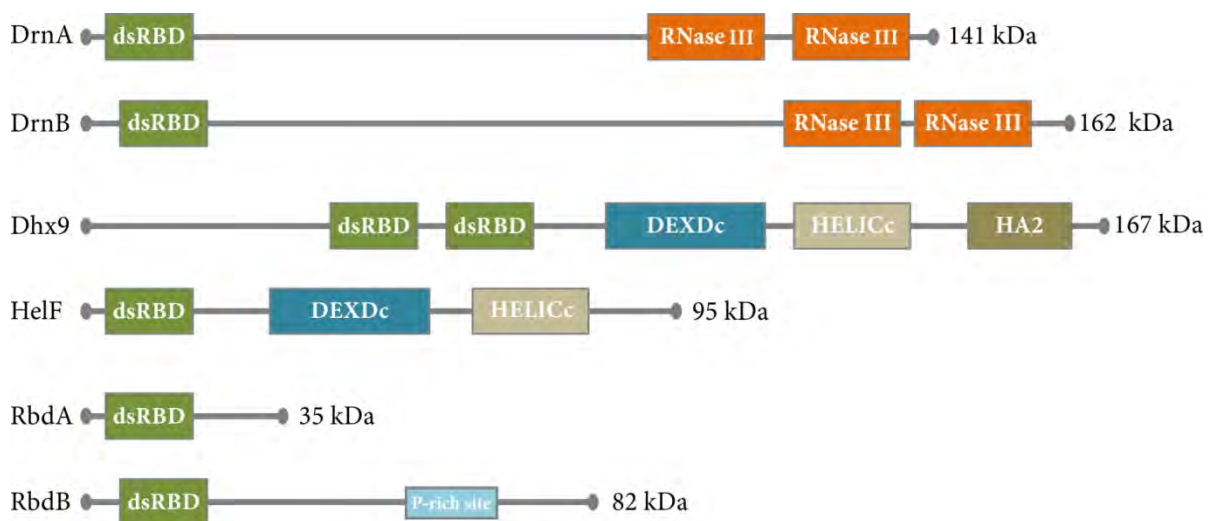 DrnA dsRBD RNase III RNase III 141 kDa
DrnB dsRBD RNase III RNase III 162 kDa
Dhx9 dsRBD dsRBD DEXDc HELICc HA2 167 kDa
HelF dsRBD DEXDc HELICc 95 kDa
RbdA dsRBD 35 kDa
RbdB dsRBD P-rich site 82 kDa